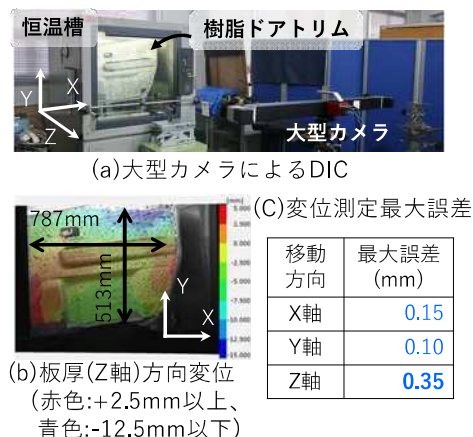 恒温槽
樹脂ドアトリム
Y
X
Z
大型カメラ
(a)大型カメラによるDIC
787mm
513mm
Y
X
[mm]
5.000
(b)板厚(Z軸)方向変位
(赤色:+2.5mm以上、
青色:-12.5mm以下)
(C)変位測定最大誤差
移動方向 最大誤差(mm)
X軸 0.15
Y軸 0.10
Z軸 0.35